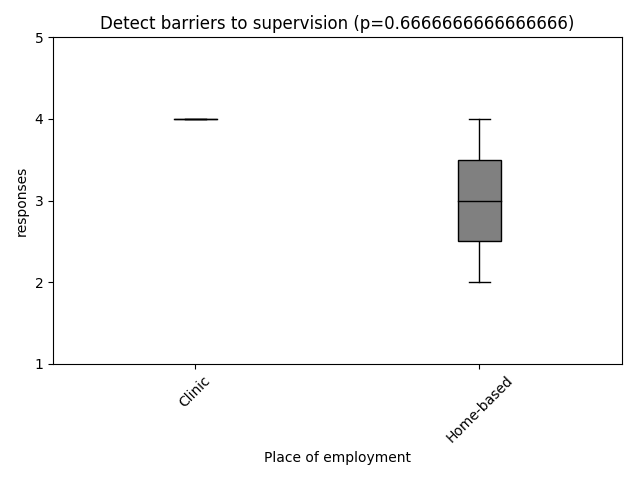 Detect barriers to supervision (p=0.6666666666666666)
5
4
3
2
1
responses
Clinic
Home-based
Place of employment